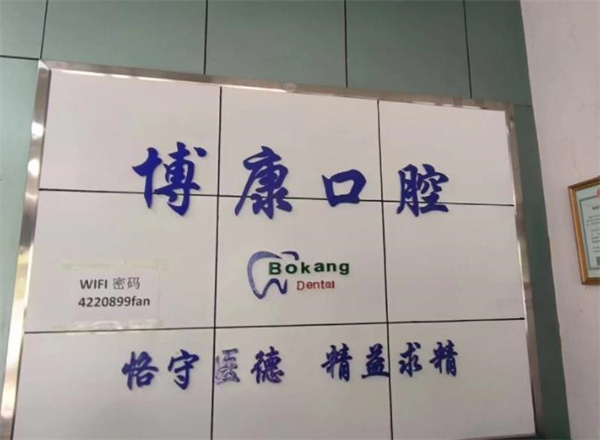 博康口腔
Bokang
Dental
WIFI 密码
4220899fan
恪守医德 精益求精